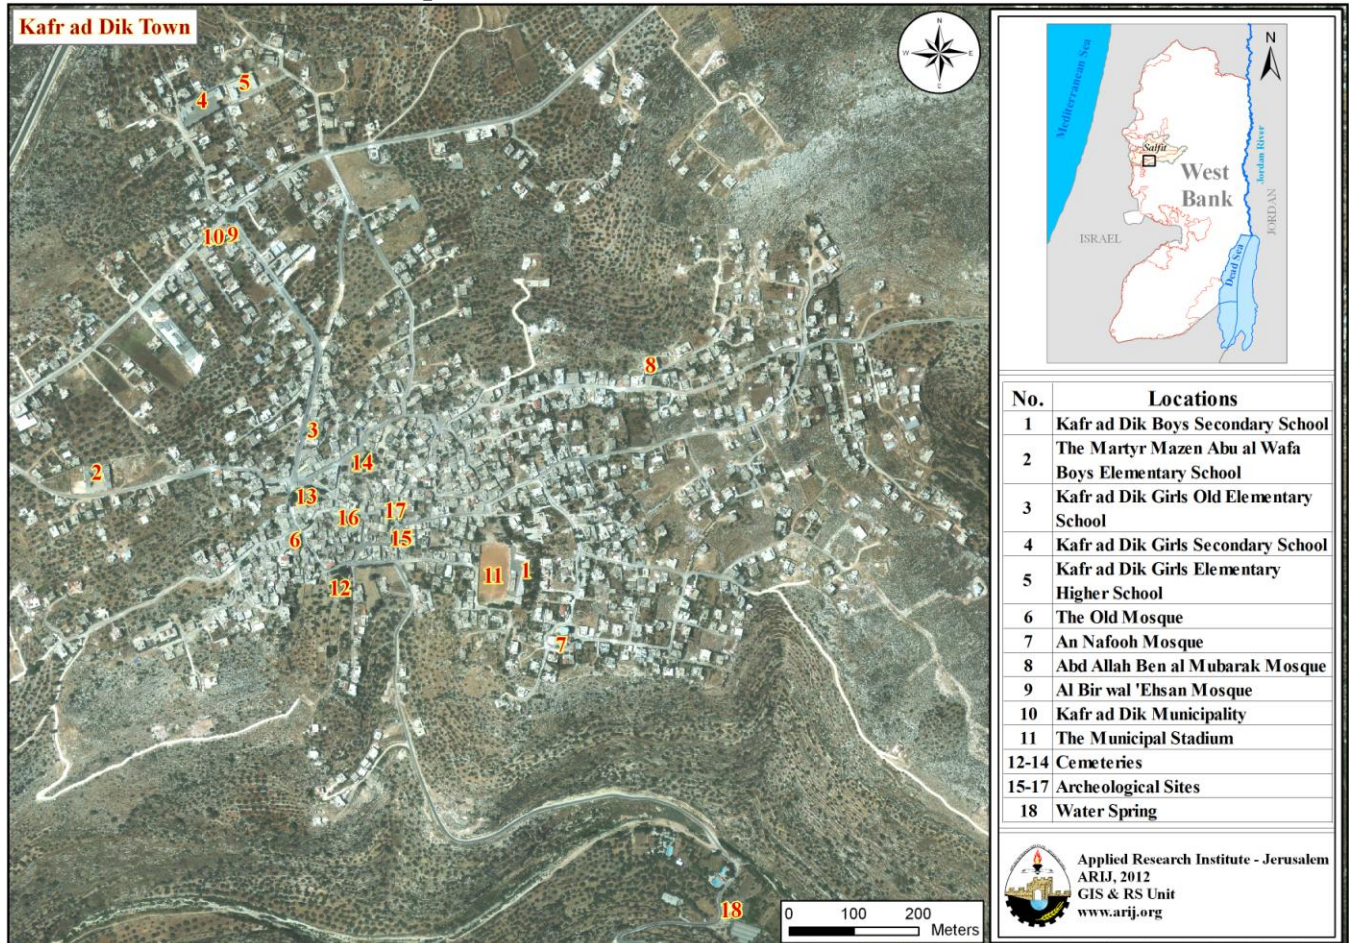 Kafr ad Dik Town
N
W
E
5
4
10 9
8
3
14
2
13
17
16
6
15
11
1
12
7
18
0 100 200
Meters
Mediterranean Sea
N
Salfit
West
Bank
Jordan River
JORDAN
ISRAEL
Dead Sea
No. Locations
1 Kafr ad Dik Boys Secondary School
2 The Martyr Mazen Abu al Wafa
Boys Elementary School
3 Kafr ad Dik Girls Old Elementary
School
4 Kafr ad Dik Girls Secondary School
5 Kafr ad Dik Girls Elementary
Higher School
6 The Old Mosque
7 An Nafooh Mosque
8 Abd Allah Ben al Mubarak Mosque
9 Al Bir wal 'Ehsan Mosque
10 Kafr ad Dik Municipality
11 The Municipal Stadium
12-14 Cemeteries
15-17 Archeological Sites
18 Water Spring
Applied Research Institute - Jerusalem
ARIJ, 2012
GIS & RS Unit
www.arij.org